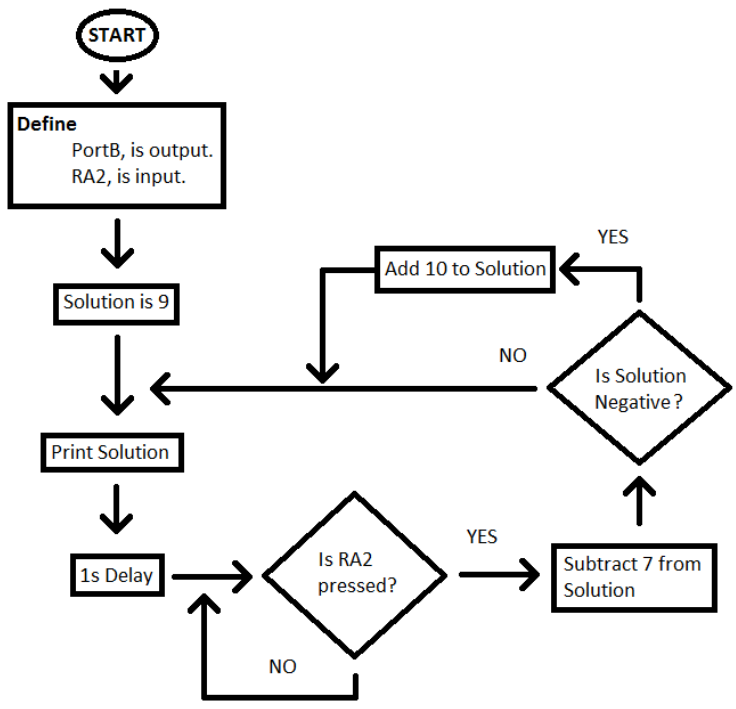 START
Define
PortB, is output.
RA2, is input.
Solution is 9
Print Solution
1s Delay
Is RA2
pressed?
NO
YES
Subtract 7 from
Solution
Is Solution
Negative?
NO
YES
Add 10 to Solution